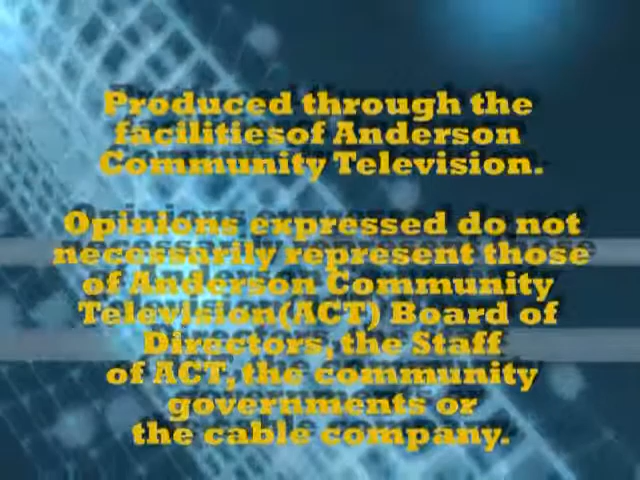 Produced through the
facilitiesof Anderson
Community Television.
Opinions expressed do not
necessarily represent those
of Anderson Community
Television(ACT) Board of
Directors, the Staff
of ACT, the community
governments or
the cable company.